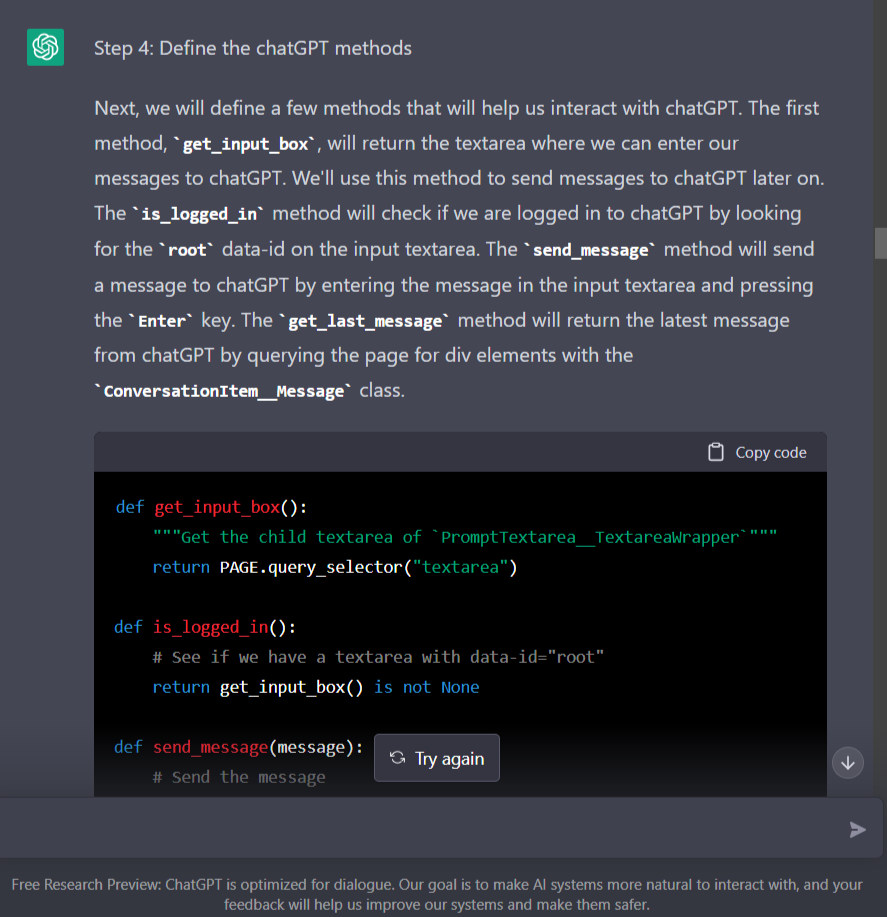 Step 4: Define the chatGPT methods
Next, we will define a few methods that will help us interact with chatGPT. The first
method, `get_input_box`, will return the textarea where we can enter our
messages to chatGPT. We'll use this method to send messages to chatGPT later on.
The `is_logged_in` method will check if we are logged in to chatGPT by looking
for the `root` data-id on the input textarea. The `send_message` method will send
a message to chatGPT by entering the message in the input textarea and pressing
the `Enter` key. The `get_last_message` method will return the latest message
from chatGPT by querying the page for div elements with the
`ConversationItem__Message` class.
Copy code
def get_input_box():
    """Get the child textarea of `PromptTextarea__TextareaWrapper`"""
    return PAGE.query_selector("textarea")
def is_logged_in():
    # See if we have a textarea with data-id="root"
    return get_input_box() is not None
def send_message(message):
Try again
    # Send the message
Free Research Preview: ChatGPT is optimized for dialogue. Our goal is to make AI systems more natural to interact with, and your
feedback will help us improve our systems and make them safer.